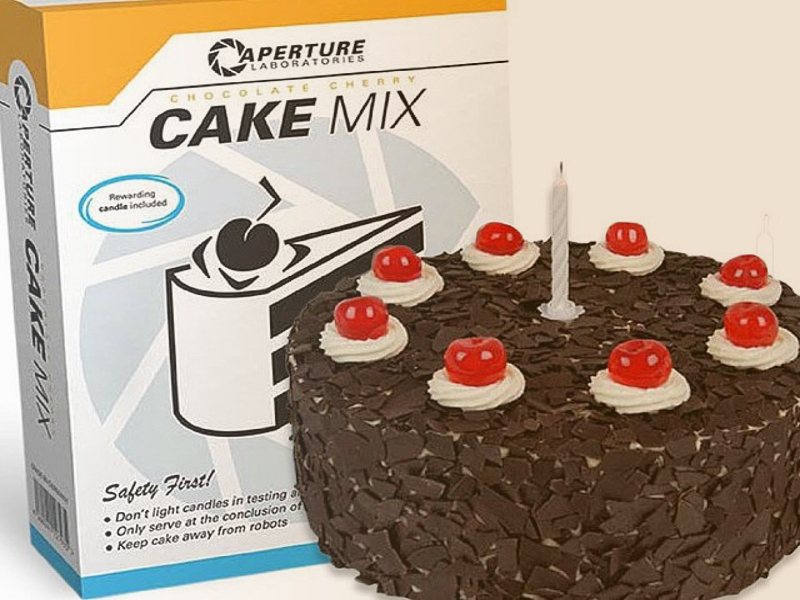 APERTURE
LABORATORIES
CHOCOLATE CHERRY
CAKE MIX
Rewarding
candle included
Safety First!
• Don't light candles in testing a
• Only serve at the conclusion of
• Keep cake away from robots
APERTURE
CAKE MIX